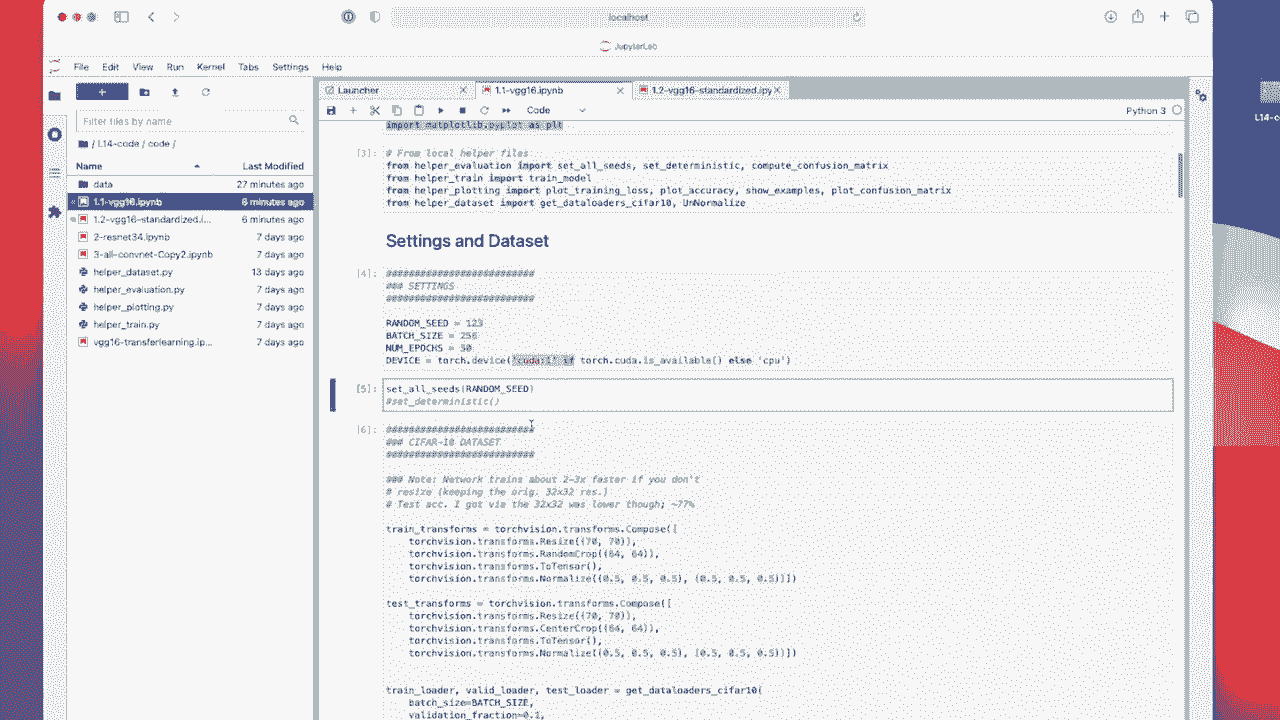 localhost
JupyterLab
File Edit View Run Kernel Tabs Settings Help
Launcher
1.1-vgg16.ipynb
1.2-vgg16-standardized.ipy
Code
Python 3
Filter files by name
/ L14-code / code /
Name Last Modified
data 27 minutes ago
1.1-vgg16.ipynb 6 minutes ago
1.2-vgg16-standardized.i... 6 minutes ago
2-resnet34.ipynb 7 days ago
3-all-convnet-Copy2.ipynb 7 days ago
helper_dataset.py 13 days ago
helper_evaluation.py 7 days ago
helper_plotting.py 7 days ago
helper_train.py 7 days ago
vgg16-transferlearning.ip... 7 days ago
import matplotlib.pyplot as plt
[3]: # From local helper files
from helper_evaluation import set_all_seeds, set_deterministic, compute_confusion_matrix
from helper_train import train_model
from helper_plotting import plot_training_loss, plot_accuracy, show_examples, plot_confusion_matrix
from helper_dataset import get_dataloaders_cifar10, UnNormalize
Settings and Dataset
[4]: ##########################
### SETTINGS
##########################
RANDOM_SEED = 123
BATCH_SIZE = 256
NUM_EPOCHS = 50
DEVICE = torch.device('cuda:1' if torch.cuda.is_available() else 'cpu')
[5]: set_all_seeds(RANDOM_SEED)
#set_deterministic()
[6]: ##########################
### CIFAR-10 DATASET
##########################
### Note: Network trains about 2-3x faster if you don't
# resize (keeping the orig. 32x32 res.)
# Test acc. I got via the 32x32 was lower though; ~77%
train_transforms = torchvision.transforms.Compose([
torchvision.transforms.Resize((70, 70)),
torchvision.transforms.RandomCrop((64, 64)),
torchvision.transforms.ToTensor(),
torchvision.transforms.Normalize((0.5, 0.5, 0.5), (0.5, 0.5, 0.5))])
test_transforms = torchvision.transforms.Compose([
torchvision.transforms.Resize((70, 70)),
torchvision.transforms.CenterCrop((64, 64)),
torchvision.transforms.ToTensor(),
torchvision.transforms.Normalize((0.5, 0.5, 0.5), (0.5, 0.5, 0.5))])
train_loader, valid_loader, test_loader = get_dataloaders_cifar10(
batch_size=BATCH_SIZE,
validation_fraction=0.1,
L14-c